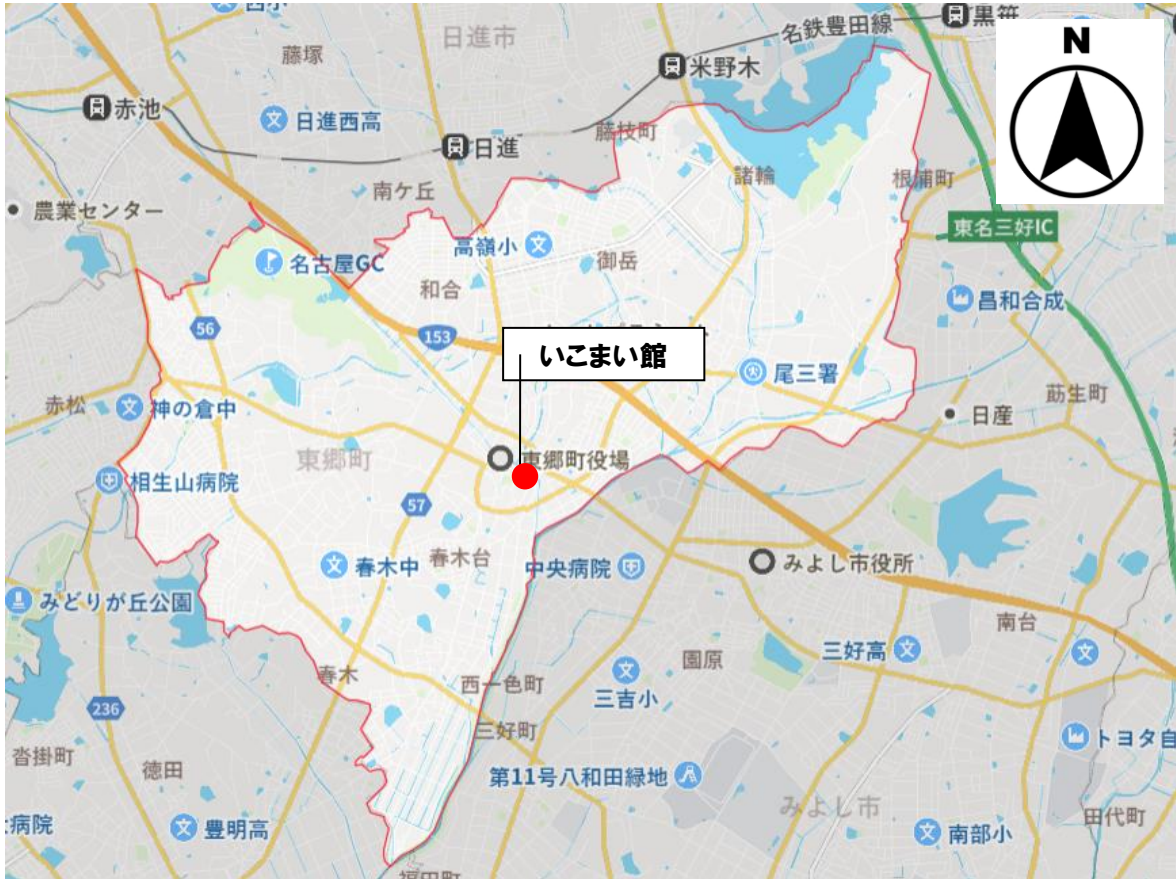 黒笹
名鉄豊田線
日進市
藤塚
米野木
N
赤池
日進西高
藤枝町
日進
諸輪
南ケ丘
根浦町
農業センター
東名三好IC
高嶺小
御岳
名古屋GC
和合
昌和合成
56
153
いこまい館
尾三署
莇生町
赤松
神の倉中
日産
東郷町
東郷町役場
相生山病院
57
春木台
春木中
中央病院
みよし市役所
みどりが丘公園
南台
三好高
園原
春木
西一色町
三吉小
236
三好町
トヨタ自
沓掛町
徳田
第11号八和田緑地
みよし市
田代町
病院
豊明高
南部小
福田町